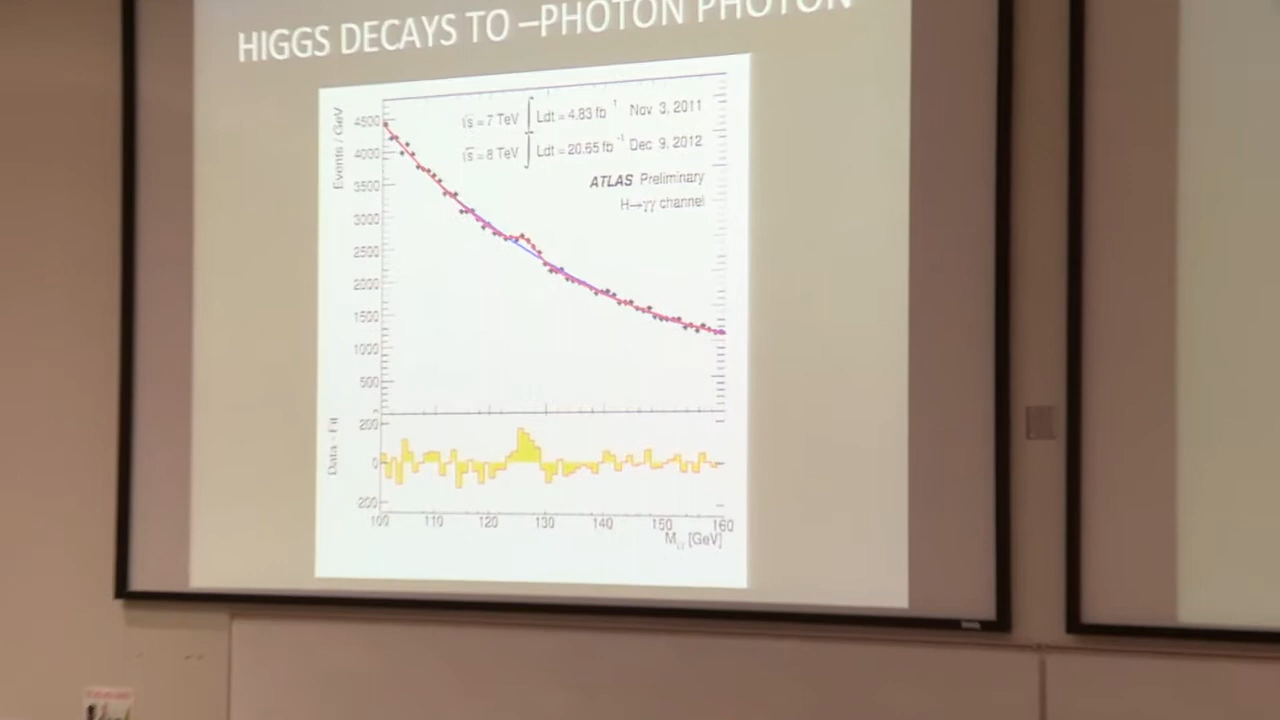 HIGGS DECAYS TO –PHOTON PHOTON
Events / GeV
4500
4000
3500
3000
2500
2000
1500
1000
500
0
√s = 7 TeV ∫ Ldt = 4.83 fb⁻¹ Nov 3, 2011
√s = 8 TeV ∫ Ldt = 20.65 fb⁻¹ Dec 9, 2012
ATLAS Preliminary
H→γγ channel
Data - Fit
200
0
-200
100 110 120 130 140 150 160
Mγγ [GeV]